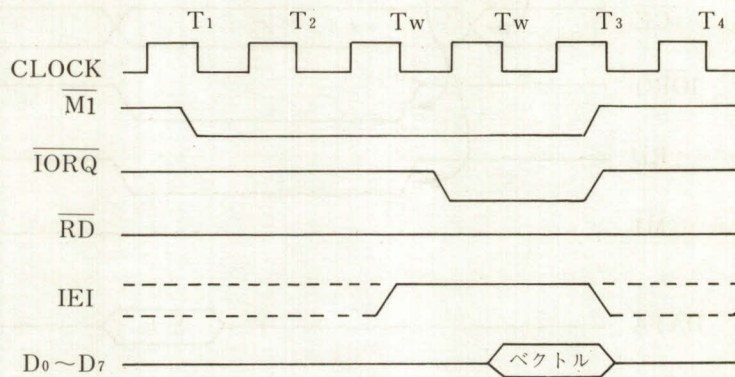 T1 T2 Tw Tw T3 T4
CLOCK
M1
IORQ
RD
IEI
D0~D7 ベクトル